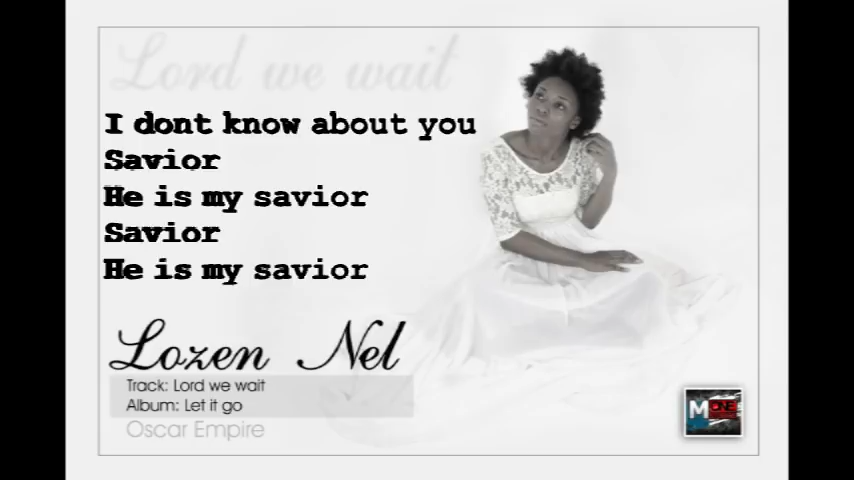 Lord we wait
I dont know about you
Savior
He is my savior
Savior
He is my savior
Lozen Nel
Track: Lord we wait
Album: Let it go
Oscar Empire
M ONE